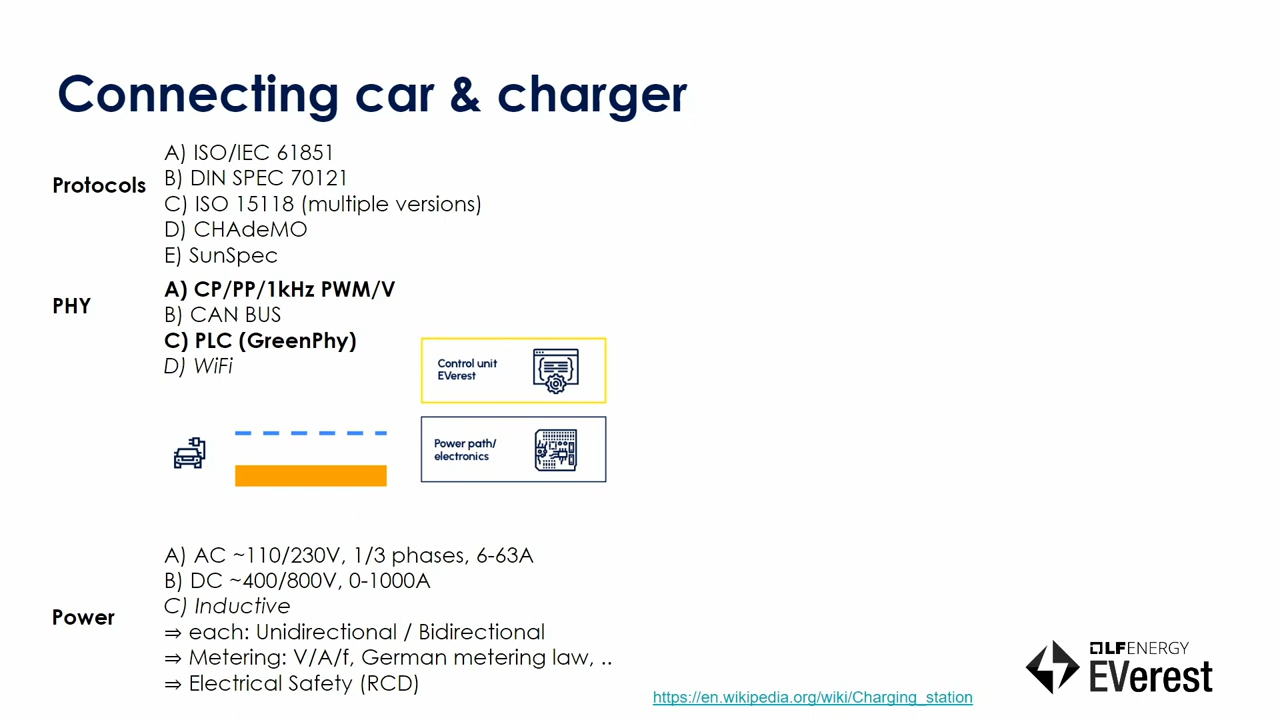 Connecting car & charger
Protocols
A) ISO/IEC 61851
B) DIN SPEC 70121
C) ISO 15118 (multiple versions)
D) CHAdeMO
E) SunSpec
PHY
A) CP/PP/1kHz PWM/V
B) CAN BUS
C) PLC (GreenPhy)
D) WiFi
Control unit
EVerest
Power path/
electronics
Power
A) AC ~110/230V, 1/3 phases, 6-63A
B) DC ~400/800V, 0-1000A
C) Inductive
⇒ each: Unidirectional / Bidirectional
⇒ Metering: V/A/f, German metering law, ..
⇒ Electrical Safety (RCD)
https://en.wikipedia.org/wiki/Charging_station
LF ENERGY
EVerest